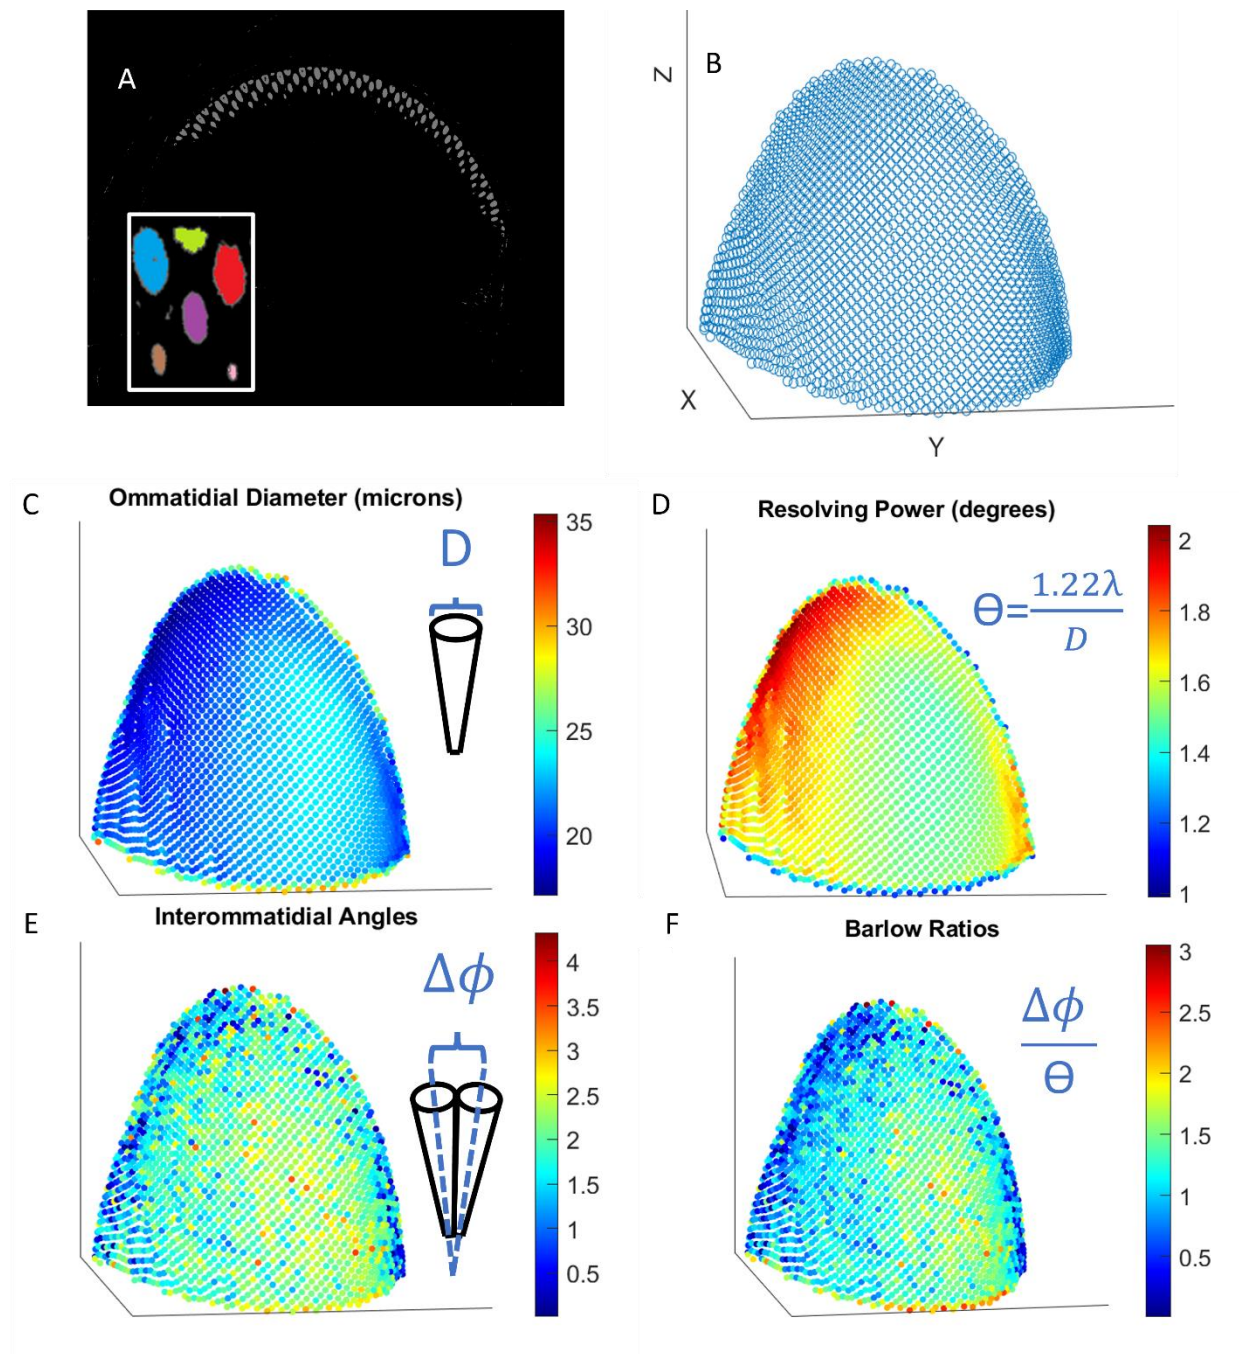 A
B
Z
X
Y
C
Ommatidial Diameter (microns)
D
35
30
25
20
D
Resolving Power (degrees)
ϴ=1.22λ
D
2
1.8
1.6
1.4
1.2
1
E
Interommatidial Angles
Δϕ
4
3.5
3
2.5
2
1.5
1
0.5
F
Barlow Ratios
Δϕ
ϴ
3
2.5
2
1.5
1
0.5